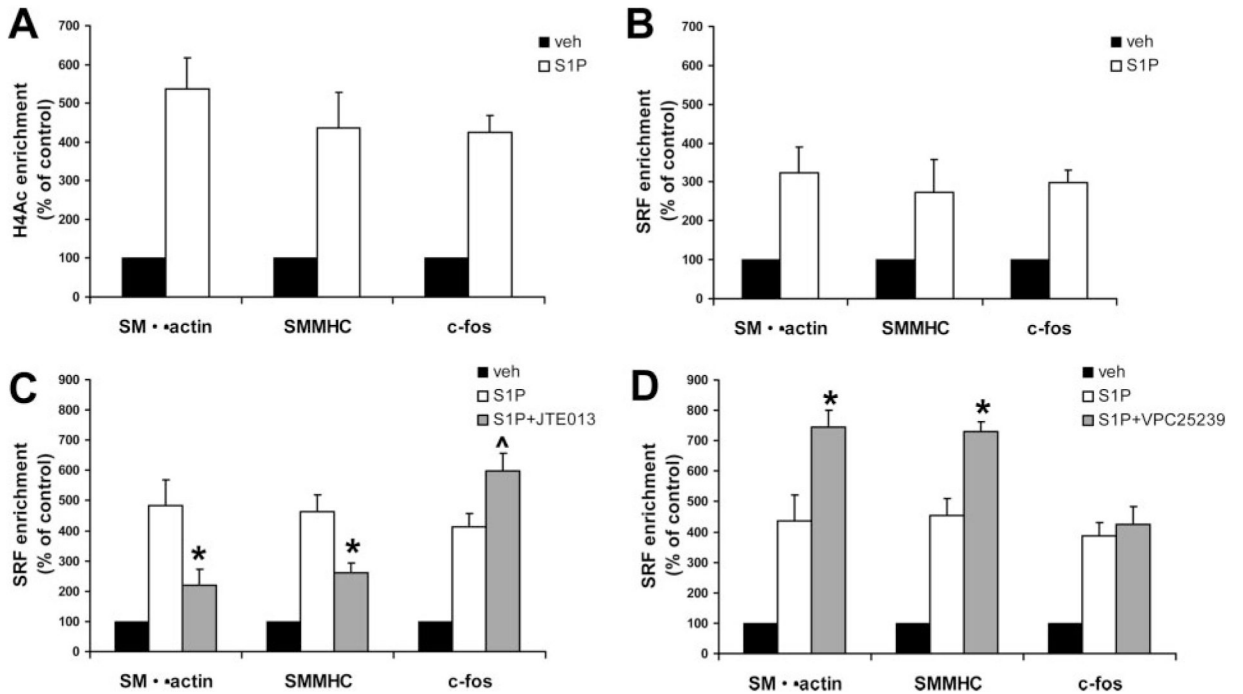 A
H4Ac enrichment
(% of control)
700
600
500
400
300
200
100
0
veh
S1P
SM • •actin
SMMHC
c-fos
B
SRF enrichment
(% of control)
700
600
500
400
300
200
100
0
veh
S1P
SM • •actin
SMMHC
c-fos
C
SRF enrichment
(% of control)
900
800
700
600
500
400
300
200
100
0
veh
S1P
S1P+JTE013
*
*
^
SM • •actin
SMMHC
c-fos
D
SRF enrichment
(% of control)
900
800
700
600
500
400
300
200
100
0
veh
S1P
S1P+VPC25239
*
*
SM • •actin
SMMHC
c-fos